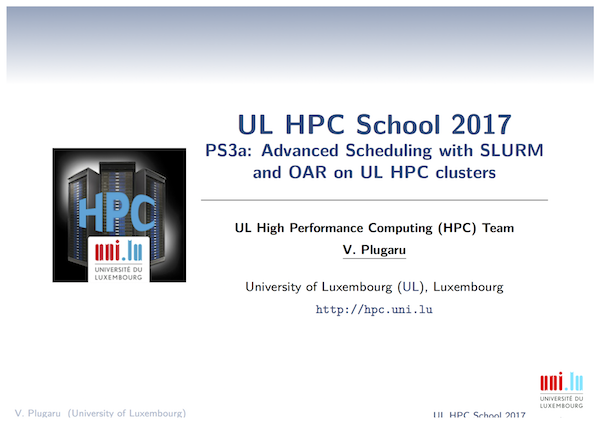 UL HPC School 2017
PS3a: Advanced Scheduling with SLURM
and OAR on UL HPC clusters
HPC
uni.lu
UNIVERSITÉ DU
LUXEMBOURG
UL High Performance Computing (HPC) Team
V. Plugaru
University of Luxembourg (UL), Luxembourg
http://hpc.uni.lu
uni.lu
UNIVERSITÉ DU
LUXEMBOURG
V. Plugaru (University of Luxembourg)
UL HPC School 2017